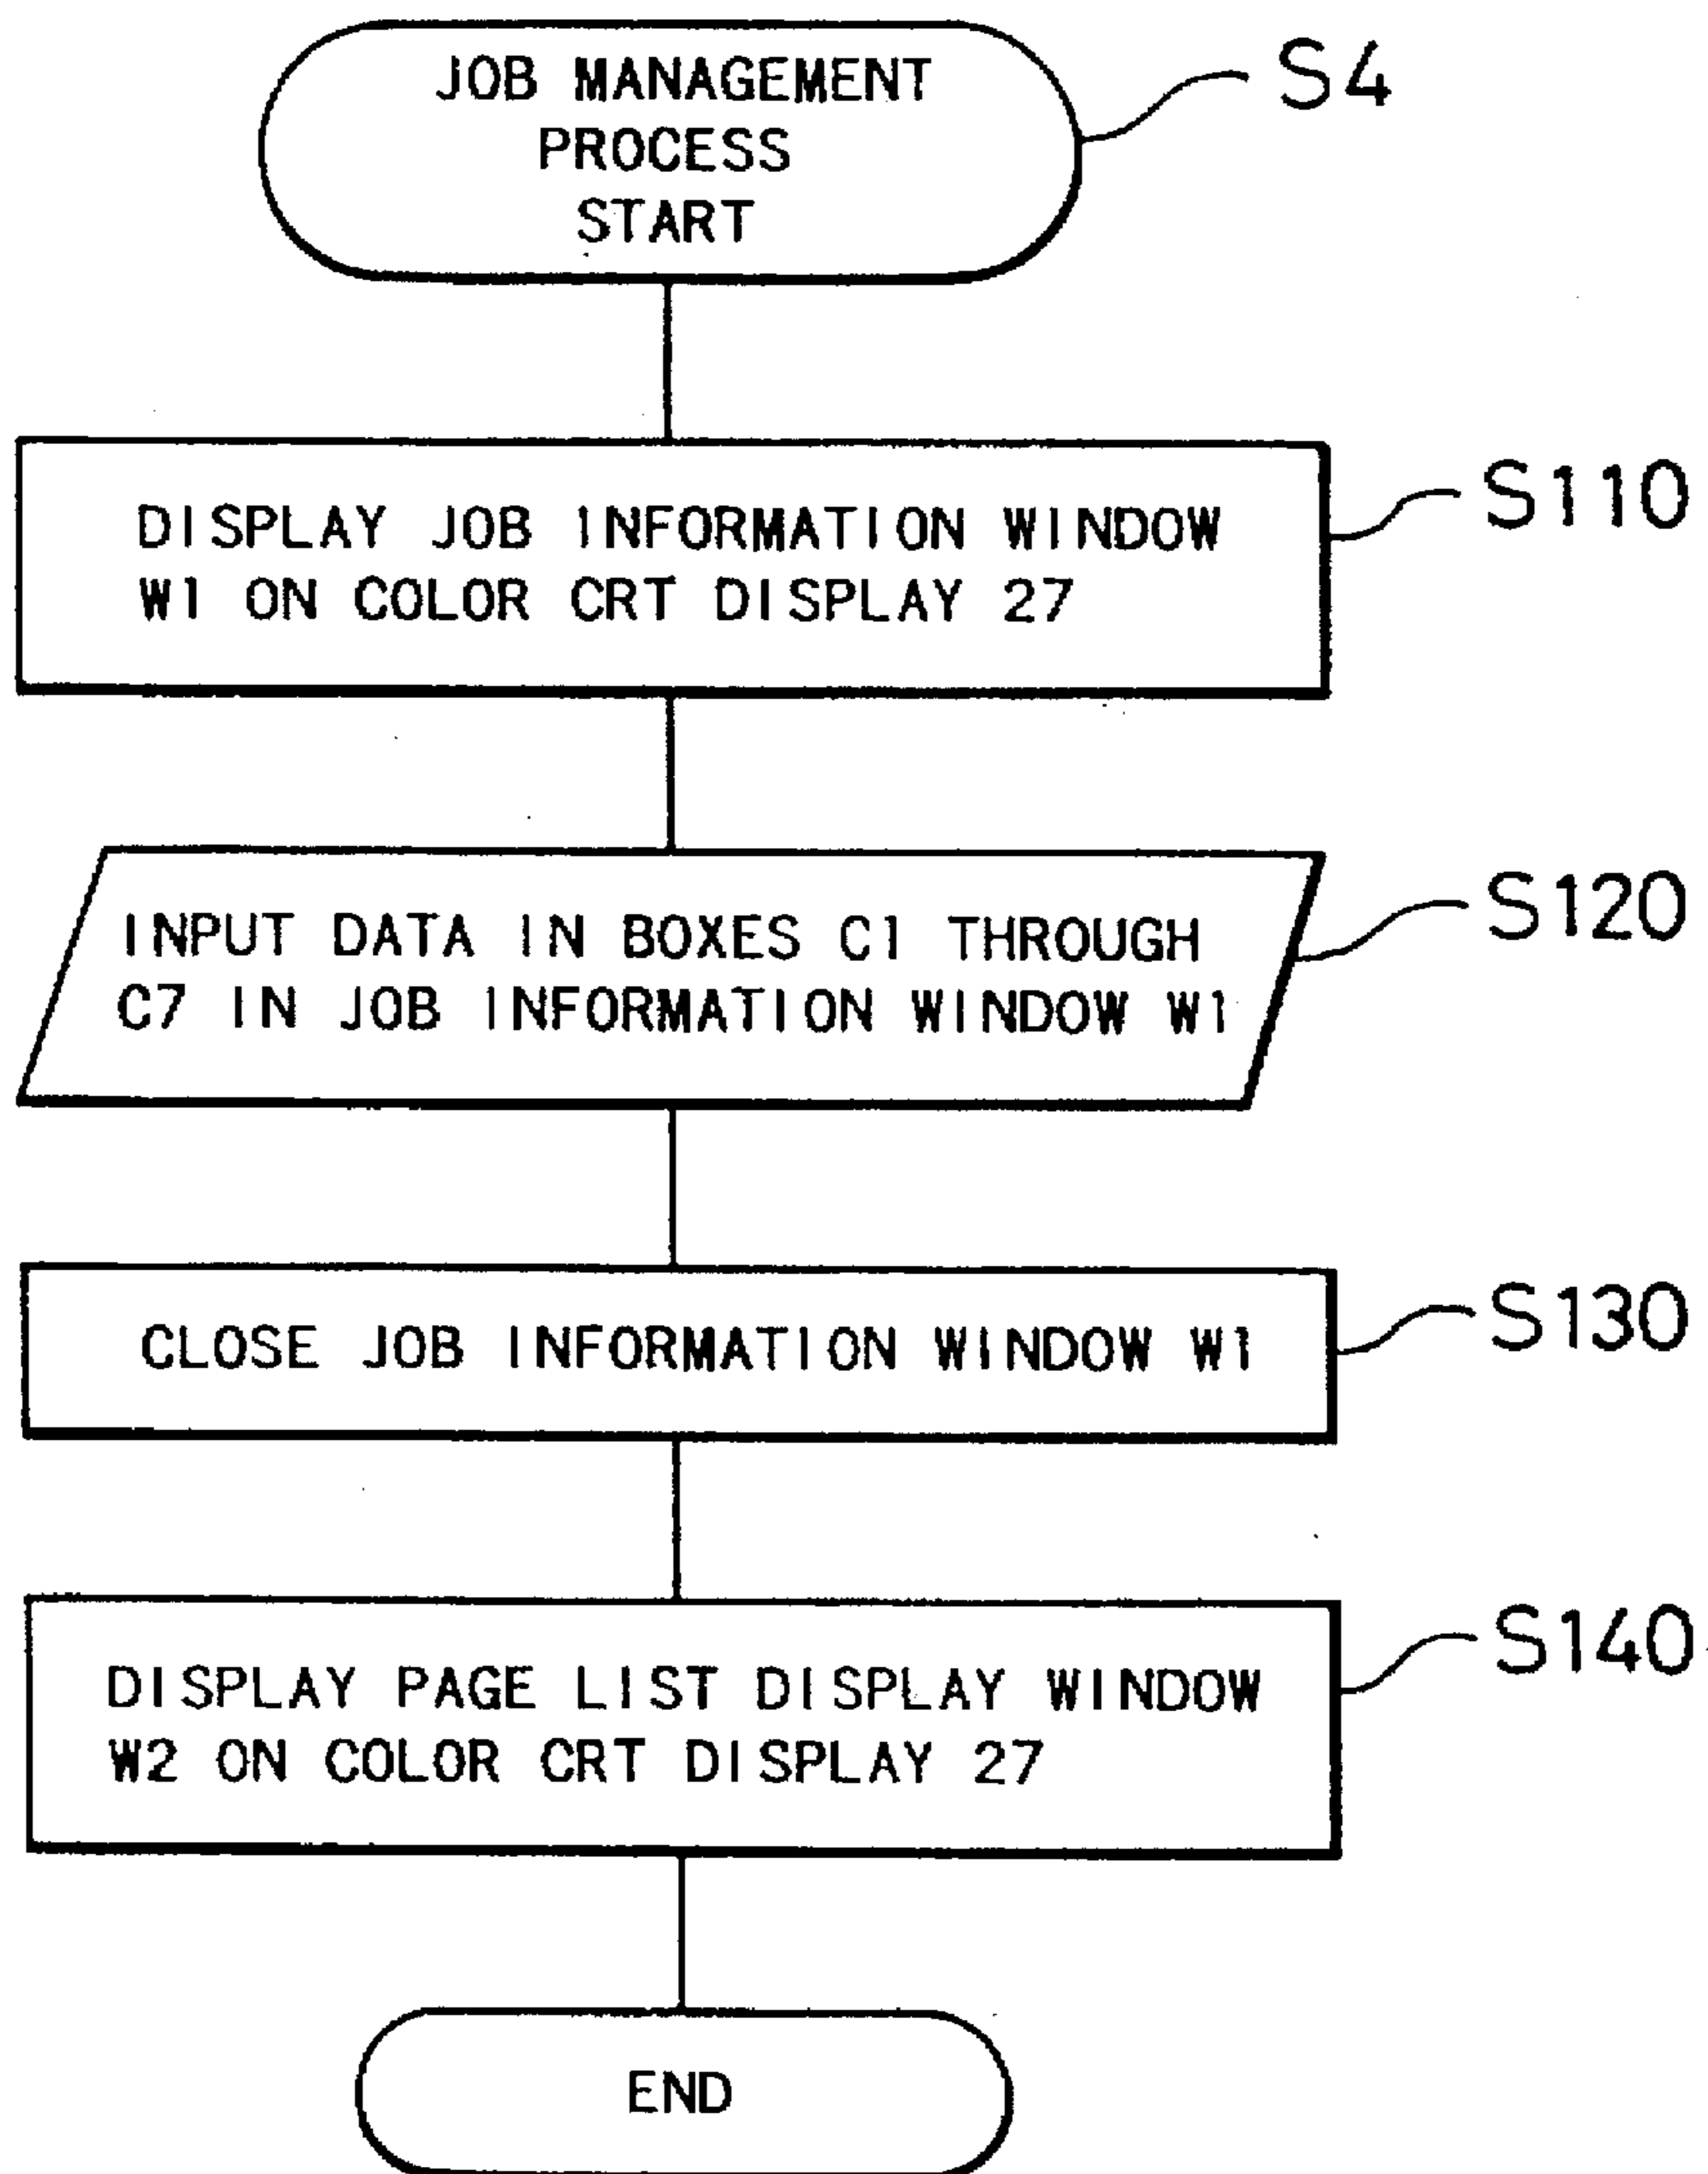 JOB MANAGEMENT
PROCESS
START
S4
DISPLAY JOB INFORMATION WINDOW
W1 ON COLOR CRT DISPLAY 27
S110
INPUT DATA IN BOXES C1 THROUGH
C7 IN JOB INFORMATION WINDOW W1
S120
CLOSE JOB INFORMATION WINDOW W1
S130
DISPLAY PAGE LIST DISPLAY WINDOW
W2 ON COLOR CRT DISPLAY 27
S140
END